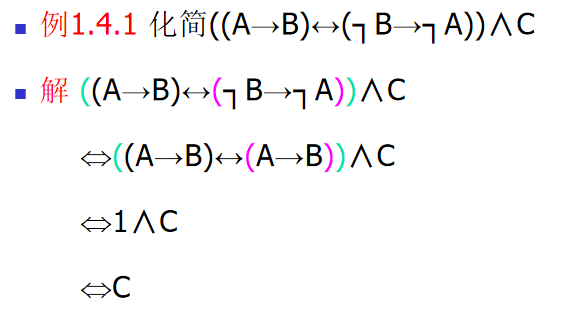 例1.4.1 化简((A→B)↔(┓B→┓A))∧C
解 ((A→B)↔(┓B→┓A))∧C
⇔((A→B)↔(A→B))∧C
⇔1∧C
⇔C